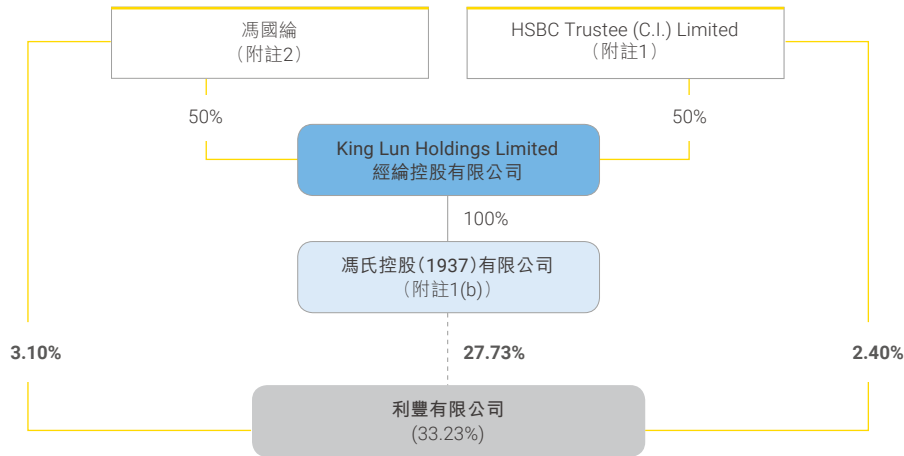 馮國綸
（附註2）
HSBC Trustee (C.I.) Limited
（附註1）
50%
50%
King Lun Holdings Limited
經綸控股有限公司
100%
馮氏控股（1937）有限公司
（附註1(b)）
3.10%
27.73%
2.40%
利豐有限公司
(33.23%)